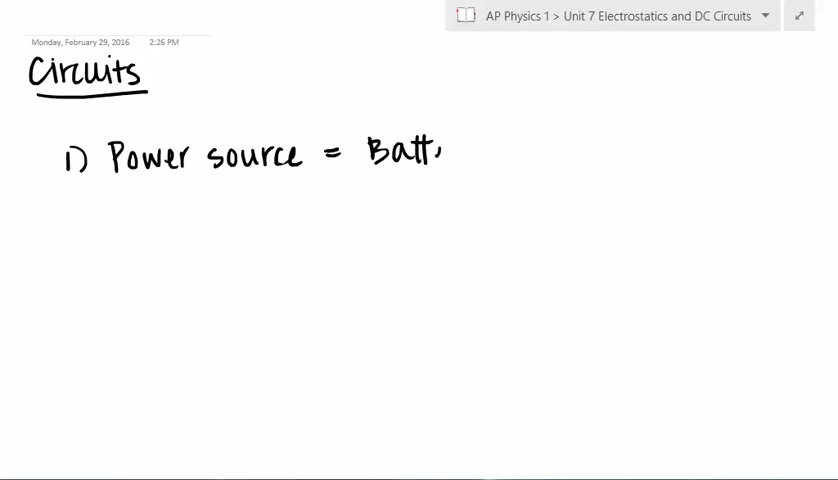 AP Physics 1 > Unit 7 Electrostatics and DC Circuits
Monday, February 29, 2016 2:26 PM
Circuits
1) Power source = Batt,